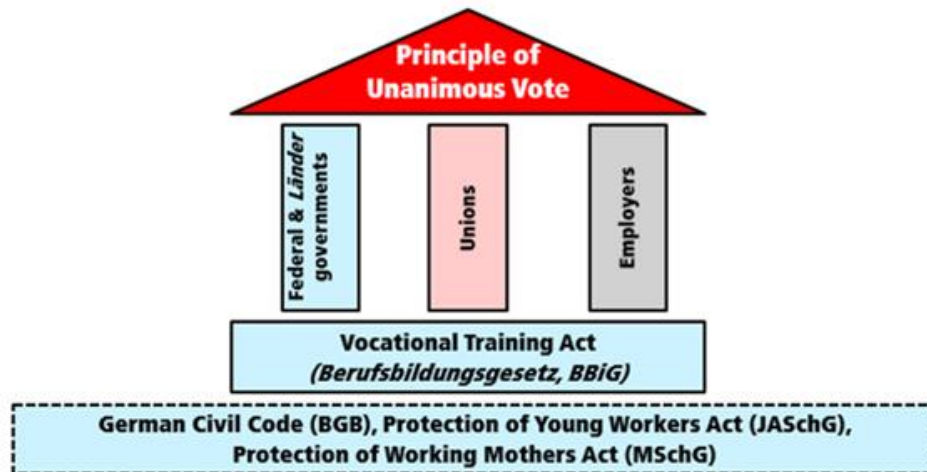 Principle of
Unanimous Vote
Federal & Länder
governments
Unions
Employers
Vocational Training Act
(Berufsbildungsgesetz, BBiG)
German Civil Code (BGB), Protection of Young Workers Act (JASchG),
Protection of Working Mothers Act (MSchG)